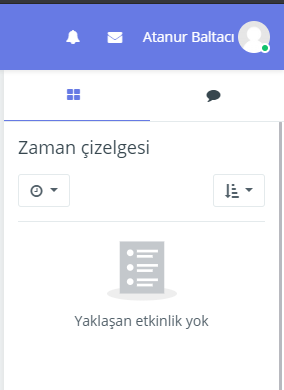 Atanur Baltacı
Zaman çizelgesi
Yaklaşan etkinlik yok